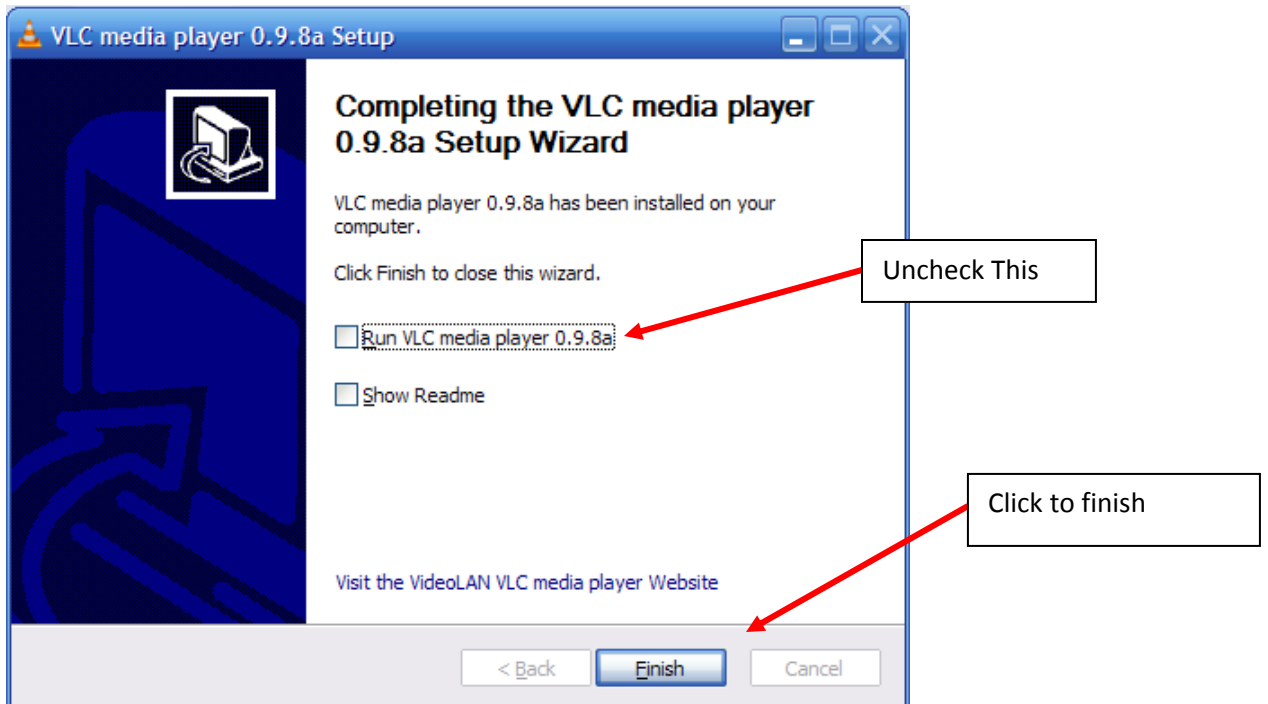 VLC media player 0.9.8a Setup
Completing the VLC media player
0.9.8a Setup Wizard
VLC media player 0.9.8a has been installed on your
computer.
Click Finish to close this wizard.
Uncheck This
Run VLC media player 0.9.8a
Show Readme
Click to finish
Visit the VideoLAN VLC media player Website
< Back
Finish
Cancel